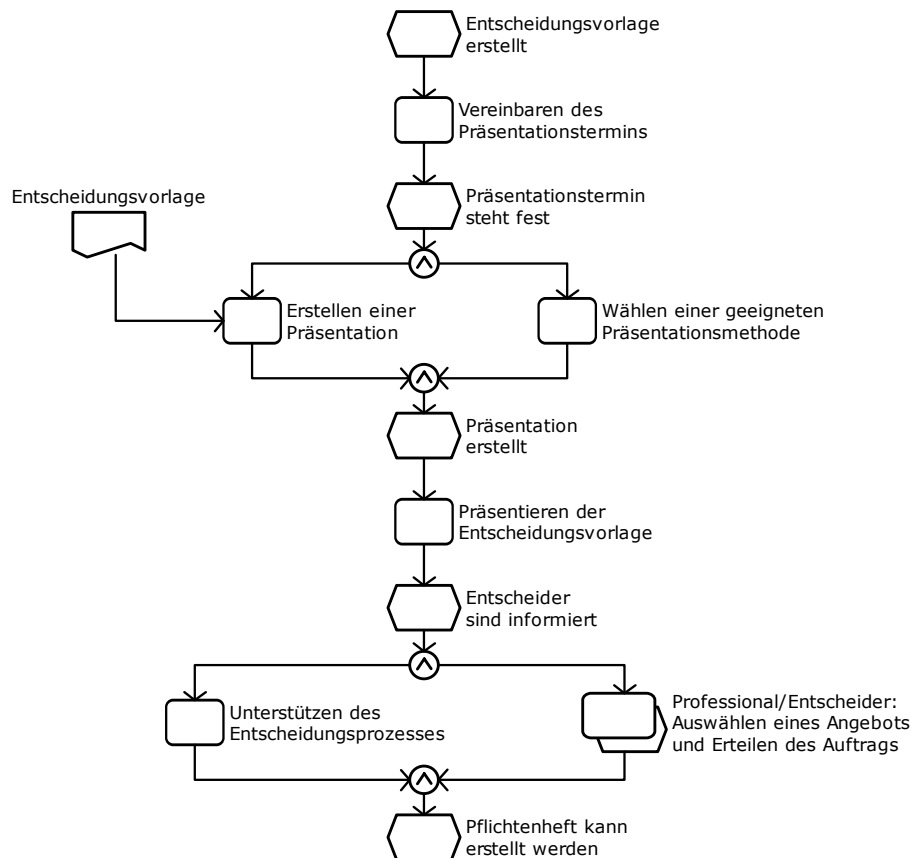 Entscheidungsvorlage
erstellt
Vereinbaren des
Präsentationstermins
Präsentationstermin
steht fest
Entscheidungsvorlage
Erstellen einer
Präsentation
Wählen einer geeigneten
Präsentationsmethode
Präsentation
erstellt
Präsentieren der
Entscheidungsvorlage
Entscheider
sind informiert
Unterstützen des
Entscheidungsprozesses
Professional/Entscheider:
Auswählen eines Angebots
und Erteilen des Auftrags
Pflichtenheft kann
erstellt werden